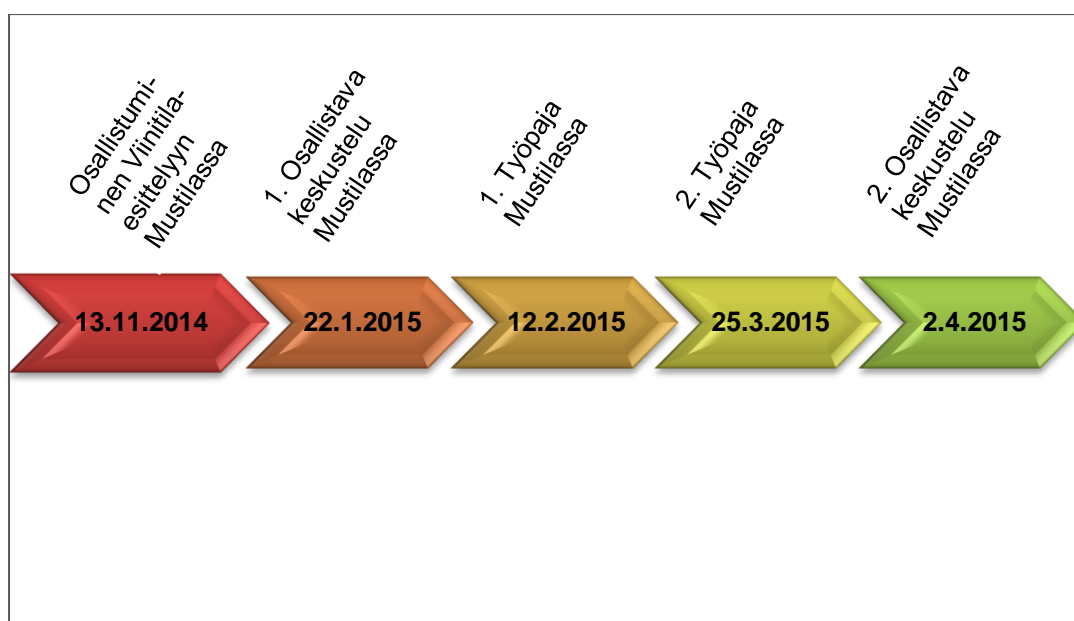 Osallistumi-
nen Viinitila-
esittelyyn
Mustilassa
1. Osallistava
keskustelu
Mustilassa
1. Työpaja
Mustilassa
2. Työpaja
Mustilassa
2. Osallistava
keskustelu
Mustilassa
13.11.2014
22.1.2015
12.2.2015
25.3.2015
2.4.2015